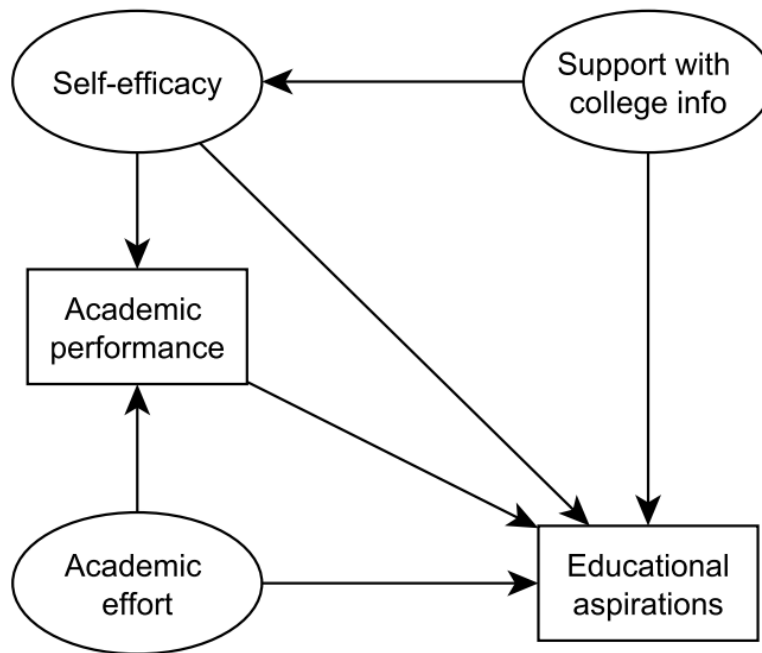 Self-efficacy
Support with
college info
Academic
performance
Academic
effort
Educational
aspirations